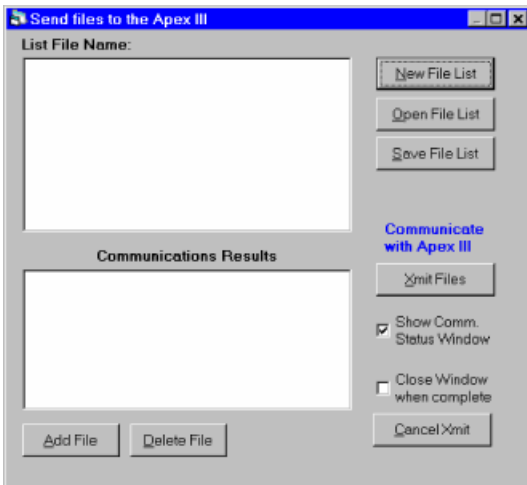 Send files to the Apex III
List File Name:
New File List
Open File List
Save File List
Communicate
with Apex III
Communications Results
Xmit Files
Show Comm.
Status Window
Close Window
when complete
Add File
Delete File
Cancel Xmit